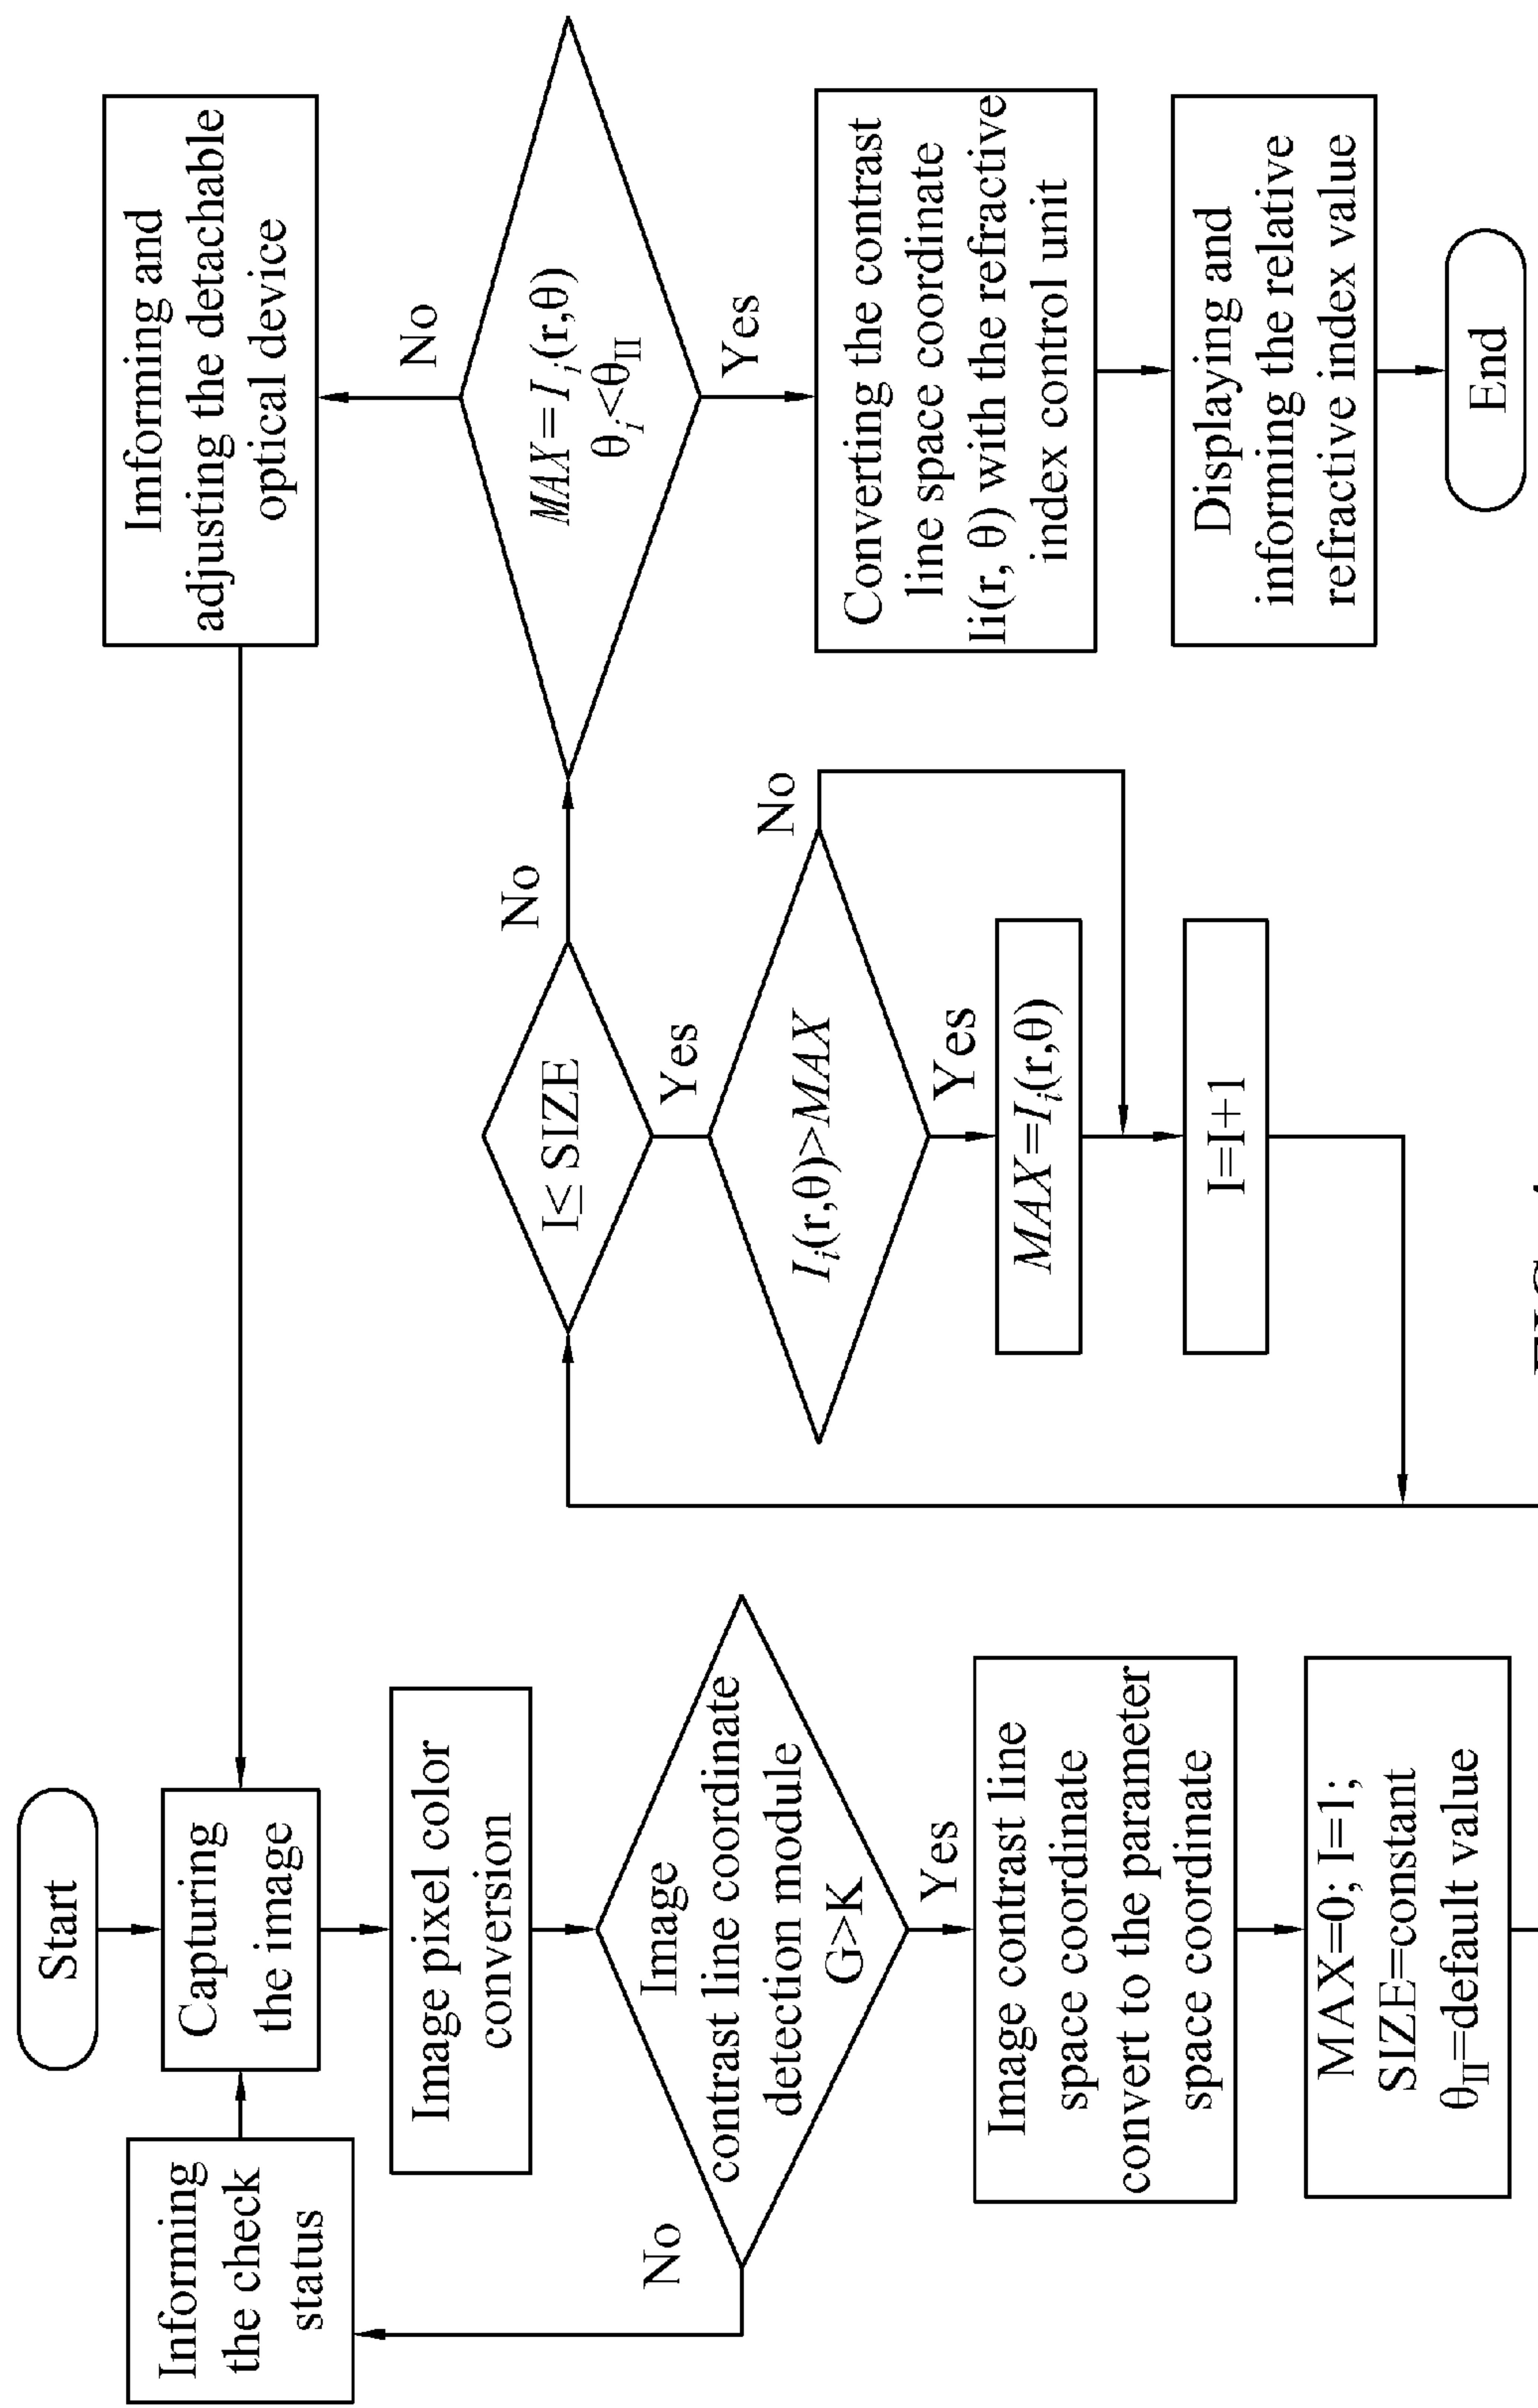 Start
Capturing
the image
Informing
the check
status
Image pixel color
conversion
Image
contrast line coordinate
detection module
G>K
No
Yes
Image contrast line
space coordinate
convert to the parameter
space coordinate
MAX=0; I=1;
SIZE=constant
θII=default value
I≤ SIZE
No
Yes
Ii(r,θ)>MAX
No
Yes
MAX=Ii(r,θ)
I=I+1
Imforming and
adjusting the detachable
optical device
No
MAX=Ii(r,θ)
θi<θII
Yes
Converting the contrast
line space coordinate
Ii(r, θ) with the refractive
index control unit
Displaying and
informing the relative
refractive index value
End